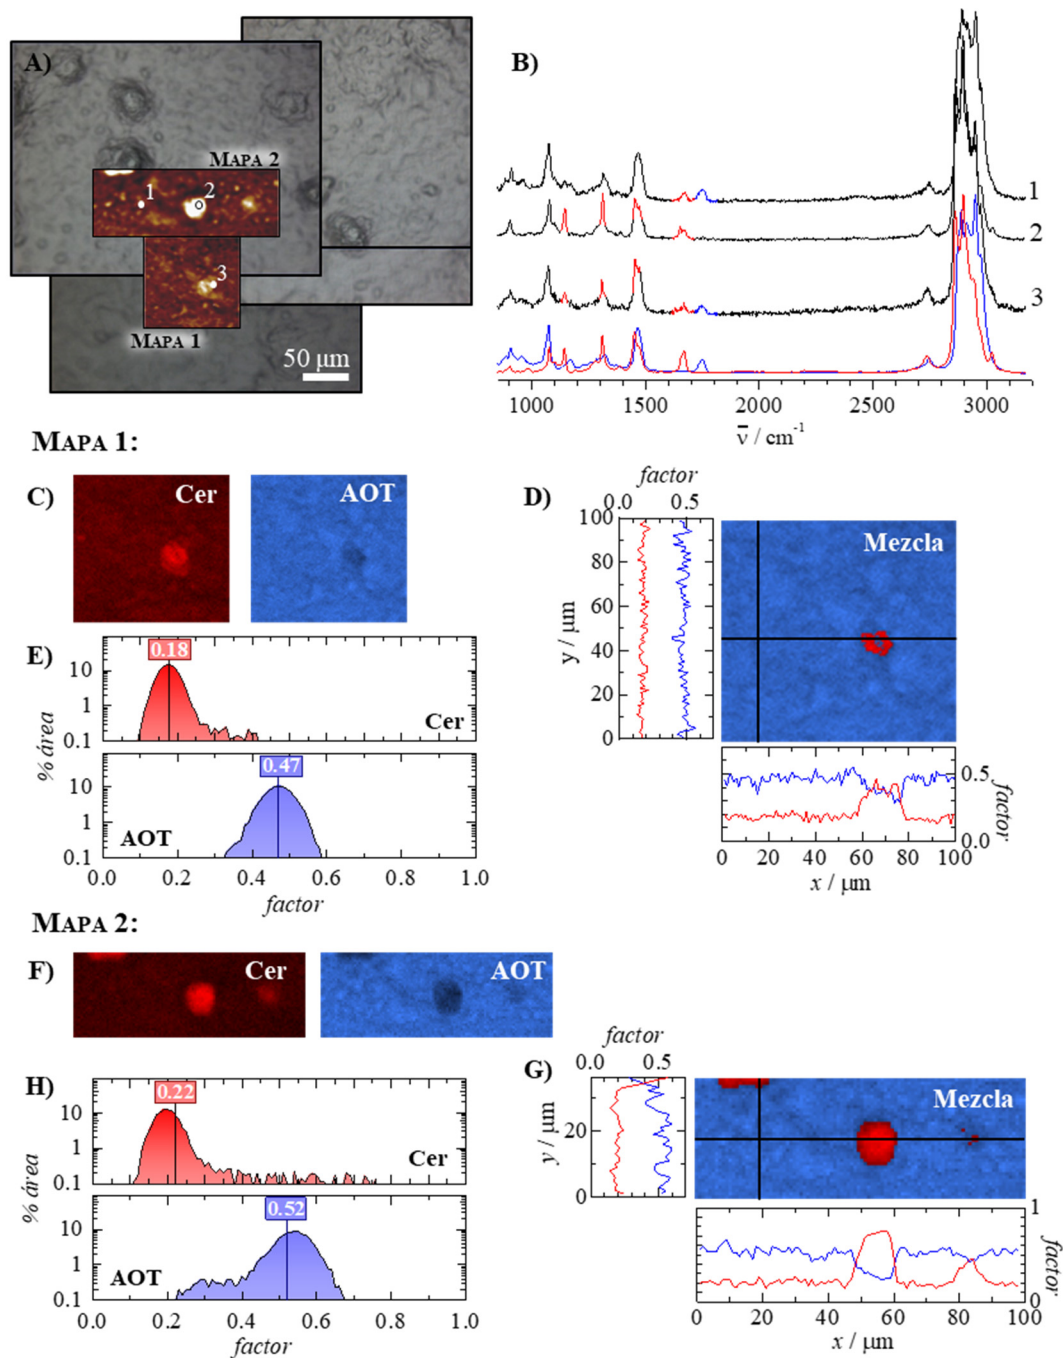 A)
MAPA 2
1
2
3
MAPA 1
50 μm
B)
1
2
3
1000 1500 2000 2500 3000
ν̅ / cm⁻¹
MAPA 1:
C)
Cer
AOT
D)
factor
0.0 0.5
100
80
60
40
20
0
y / μm
Mezcla
0.5
0.0
factor
0 20 40 60 80 100
x / μm
E)
0.18
10
1
0.1
Cer
% área
0.47
10
1
0.1
AOT
0.0 0.2 0.4 0.6 0.8 1.0
factor
MAPA 2:
F)
Cer
AOT
G)
factor
0.0 0.5
20
0
y / μm
Mezcla
1
0
factor
0 20 40 60 80 100
x / μm
H)
0.22
10
1
0.1
Cer
% área
0.52
10
1
0.1
AOT
0.0 0.2 0.4 0.6 0.8 1.0
factor